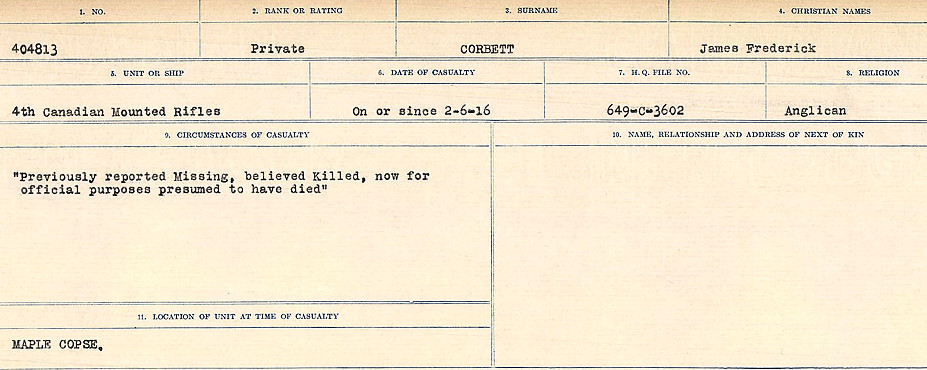 1. NO.
2. RANK OR RATING
3. SURNAME
4. CHRISTIAN NAMES
404813
Private
CORBETT
James Frederick
5. UNIT OR SHIP
6. DATE OF CASUALTY
7. H. Q. FILE NO.
8. RELIGION
4th Canadian Mounted Rifles
On or since 2-6-16
649-C-3602
Anglican
9. CIRCUMSTANCES OF CASUALTY
10. NAME, RELATIONSHIP AND ADDRESS OF NEXT OF KIN
"Previously reported Missing, believed Killed, now for
official purposes presumed to have died"
11. LOCATION OF UNIT AT TIME OF CASUALTY
MAPLE COPSE.